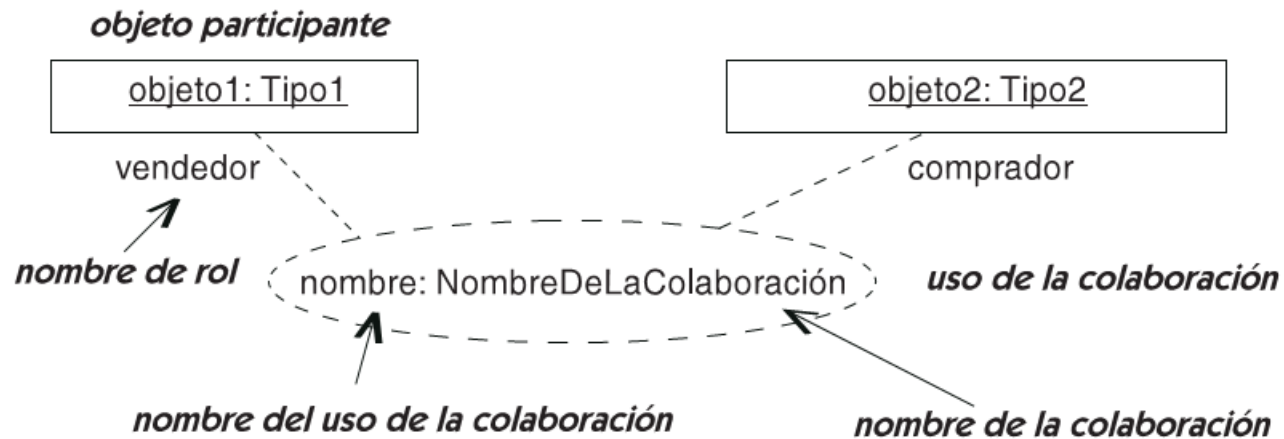 objeto participante
objeto1: Tipo1
objeto2: Tipo2
vendedor
comprador
nombre de rol
nombre: NombreDeLaColaboración
uso de la colaboración
nombre del uso de la colaboración
nombre de la colaboración